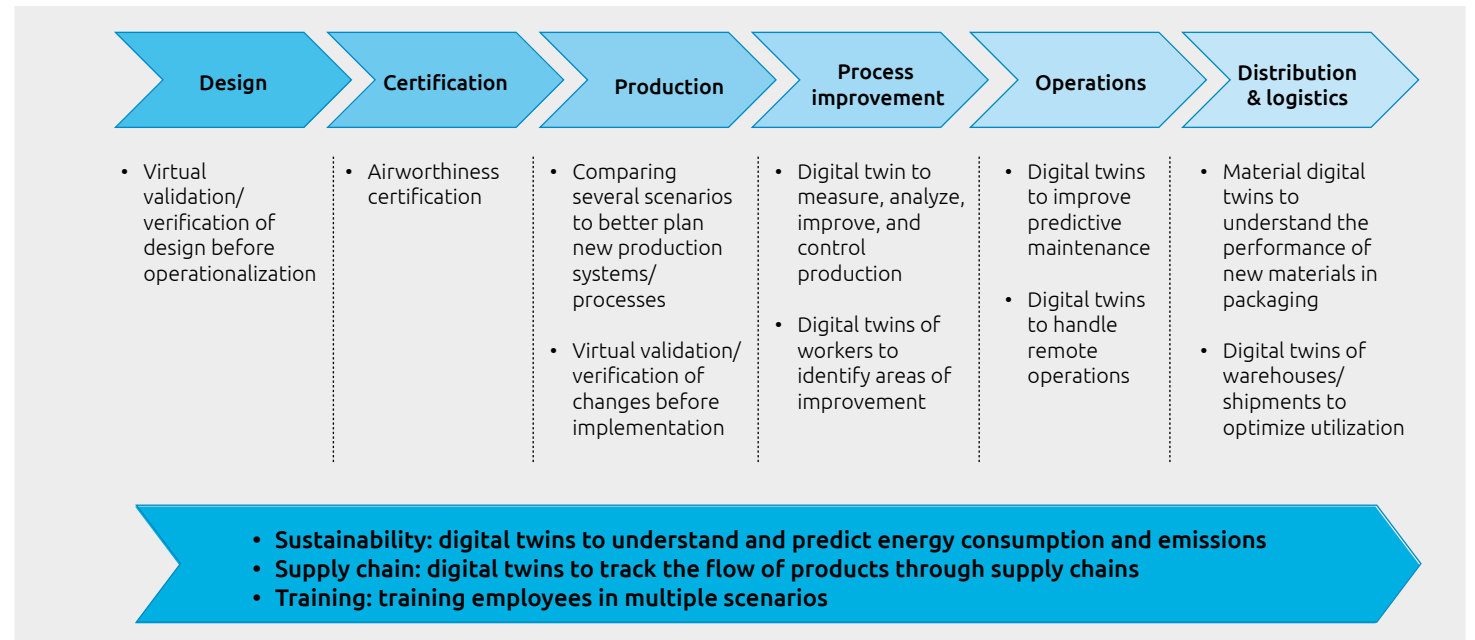 Design
Certification
Production
Process
improvement
Operations
Distribution
& logistics
• Virtual
validation/
verification of
design before
operationalization
• Airworthiness
certification
• Comparing
several scenarios
to better plan
new production
systems/
processes
• Virtual validation/
verification of
changes before
implementation
• Digital twin to
measure, analyze,
improve, and
control
production
• Digital twins of
workers to
identify areas of
improvement
• Digital twins
to improve
predictive
maintenance
• Digital twins
to handle
remote
operations
• Material digital
twins to
understand the
performance of
new materials in
packaging
• Digital twins of
warehouses/
shipments to
optimize utilization
• Sustainability: digital twins to understand and predict energy consumption and emissions
• Supply chain: digital twins to track the flow of products through supply chains
• Training: training employees in multiple scenarios